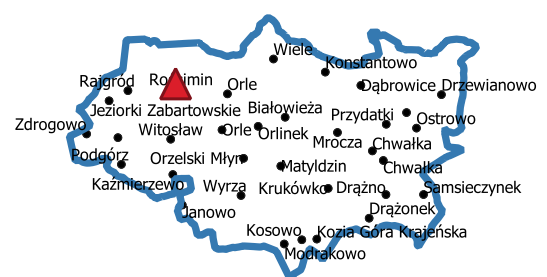 Wiele
Konstantowo
Rajgród
Orle
Dąbrowice
Drzewianowo
Jeziorki
Zabartowskie
Białowieża
Przydatki
Ostrowo
Zdrogowo
Witosław
Orle
Orlinek
Mrocza
Chwałka
Podgórz
Orzelski Młyn
Matyldzin
Chwałka
Kaźmierzewo
Wyrza
Krukówko
Drążno
Samsieczynek
Janowo
Drążonek
Kosowo
Kozia Góra Krajeńska
Modrakowo